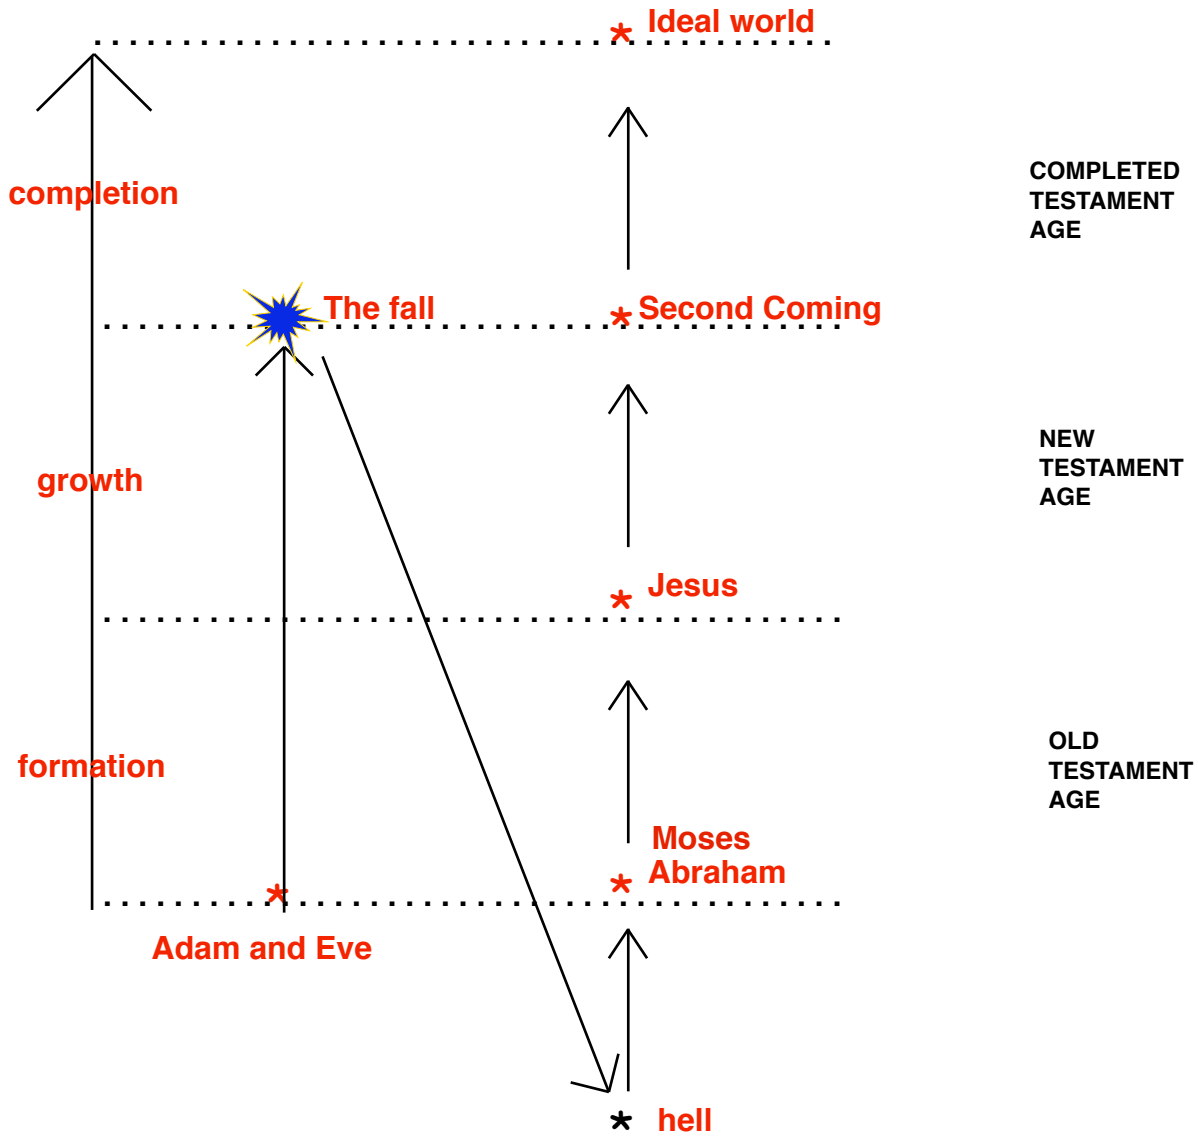 Ideal world
completion
COMPLETED
TESTAMENT
AGE
The fall
Second Coming
growth
NEW
TESTAMENT
AGE
Jesus
formation
OLD
TESTAMENT
AGE
Moses
Abraham
Adam and Eve
hell